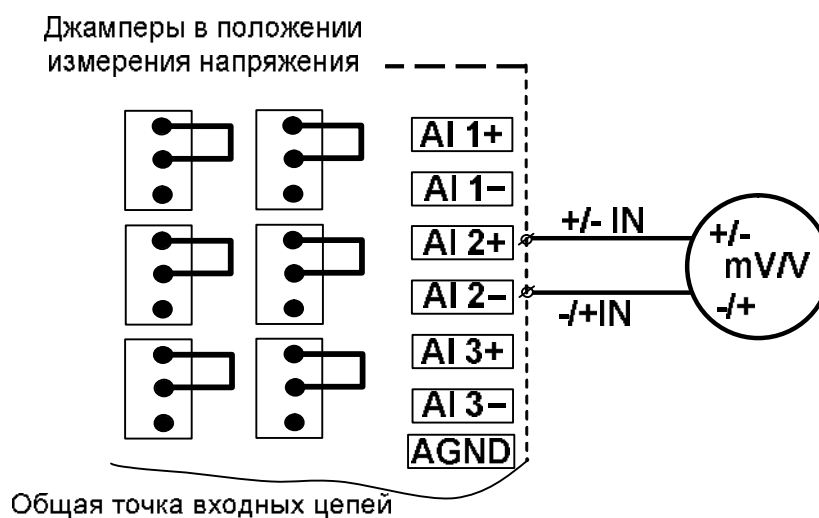 Джамперы в положении
измерения напряжения
AI 1+
AI 1–
AI 2+
AI 2–
AI 3+
AI 3–
AGND
+/- IN
-/+IN
+/-
mV/V
-/+
Общая точка входных цепей